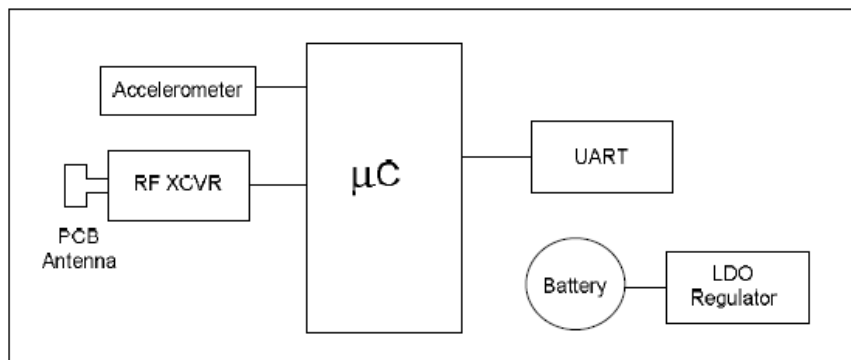 Accelerometer
RF XCVR
PCB
Antenna
μC
UART
Battery
LDO
Regulator